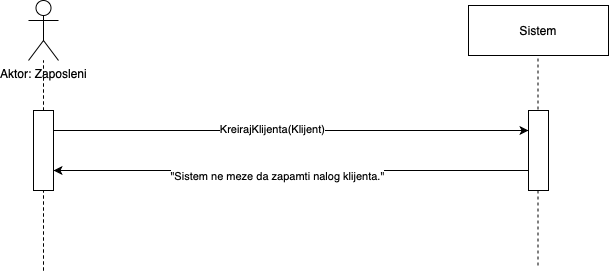 Sistem
Aktor: Zaposleni
KreirajKlijenta(Klijent)
"Sistem ne meze da zapamti nalog klijenta."